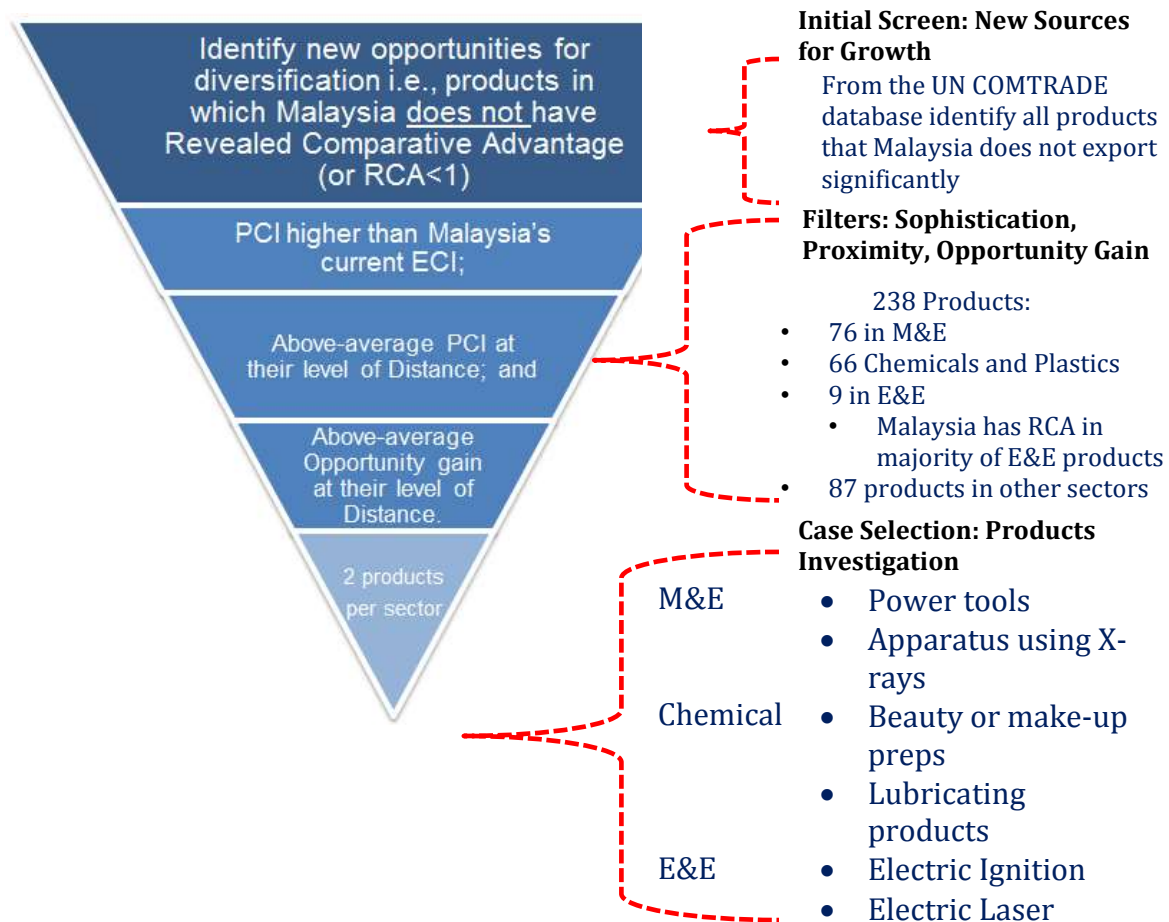 Identify new opportunities for
diversification i.e., products in
which Malaysia does not have
Revealed Comparative Advantage
(or RCA<1)
PCI higher than Malaysia's
current ECI;
Above-average PCI at
their level of Distance; and
Above-average
Opportunity gain
at their level of
Distance.
2 products
per sector
Initial Screen: New Sources
for Growth
From the UN COMTRADE
database identify all products
that Malaysia does not export
significantly
Filters: Sophistication,
Proximity, Opportunity Gain
238 Products:
• 76 in M&E
• 66 Chemicals and Plastics
• 9 in E&E
• Malaysia has RCA in
majority of E&E products
• 87 products in other sectors
Case Selection: Products
Investigation
M&E
• Power tools
• Apparatus using X-
rays
Chemical
• Beauty or make-up
preps
• Lubricating
products
E&E
• Electric Ignition
• Electric Laser